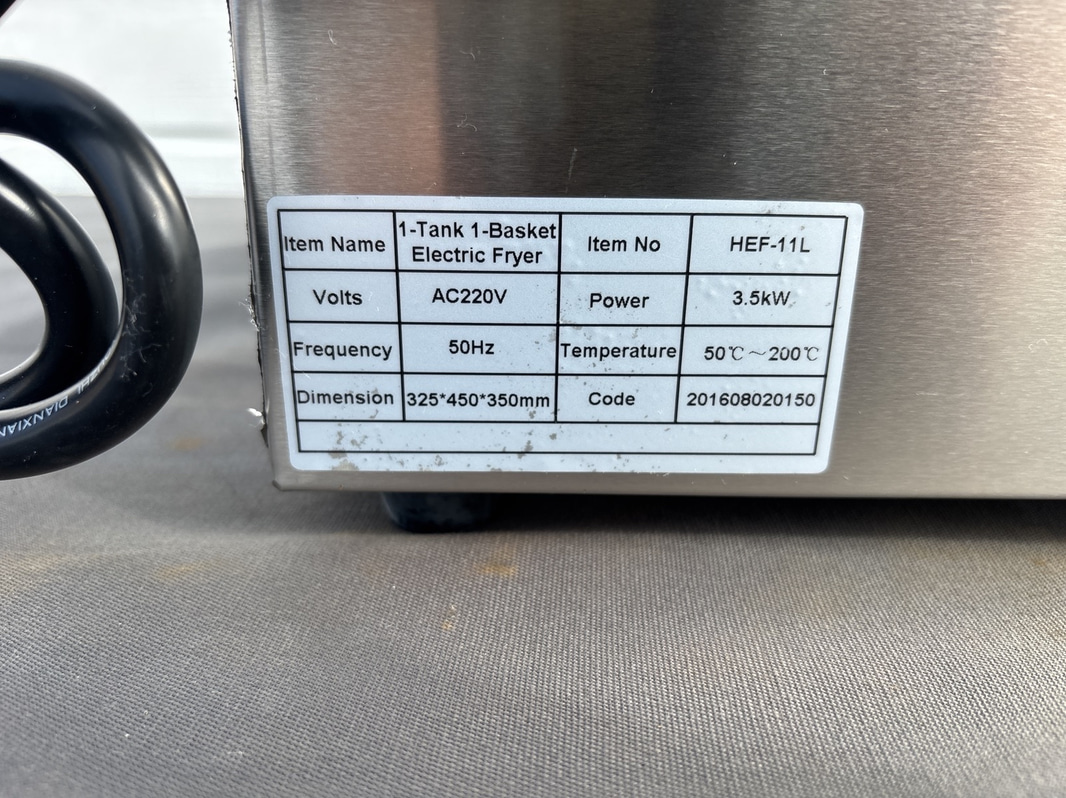 Item Name 1-Tank 1-Basket Electric Fryer Item No HEF-11L
Volts AC220V Power 3.5kW
Frequency 50Hz Temperature 50℃～200℃
Dimension 325*450*350mm Code 201608020150
DIANXIAN